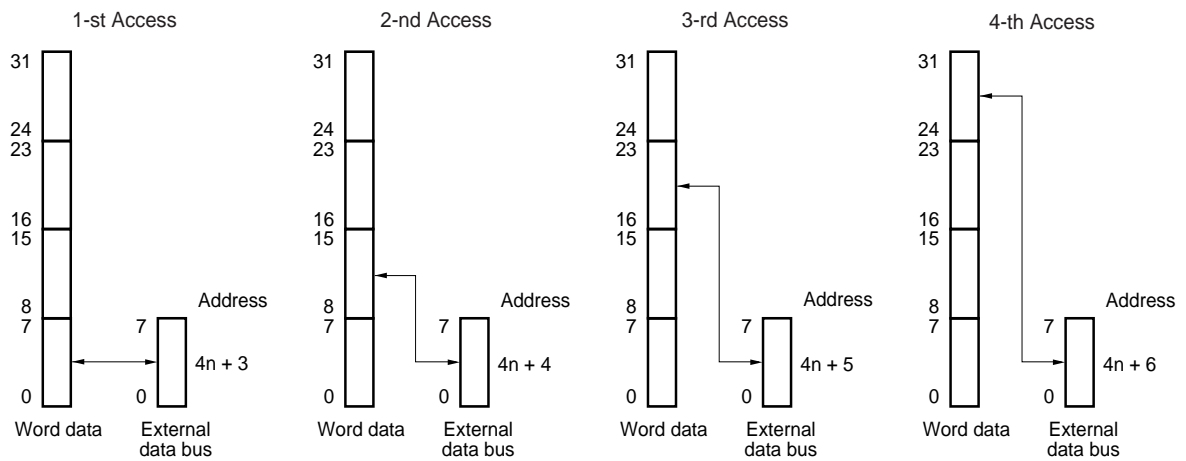 1-st Access
31
24
23
16
15
8
7
0
Word data
Address
7
4n + 3
0
External
data bus
2-nd Access
31
24
23
16
15
8
7
0
Word data
Address
7
4n + 4
0
External
data bus
3-rd Access
31
24
23
16
15
8
7
0
Word data
Address
7
4n + 5
0
External
data bus
4-th Access
31
24
23
16
15
8
7
0
Word data
Address
7
4n + 6
0
External
data bus